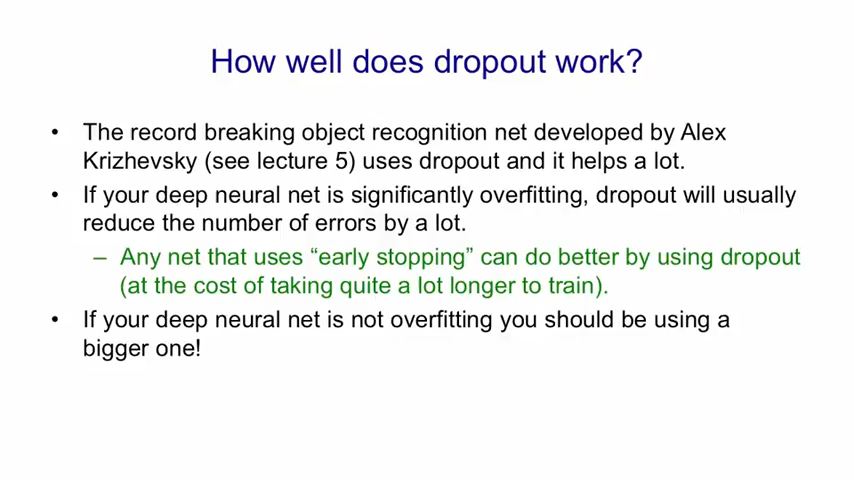 How well does dropout work?
• The record breaking object recognition net developed by Alex
Krizhevsky (see lecture 5) uses dropout and it helps a lot.
• If your deep neural net is significantly overfitting, dropout will usually
reduce the number of errors by a lot.
– Any net that uses “early stopping” can do better by using dropout
(at the cost of taking quite a lot longer to train).
• If your deep neural net is not overfitting you should be using a
bigger one!